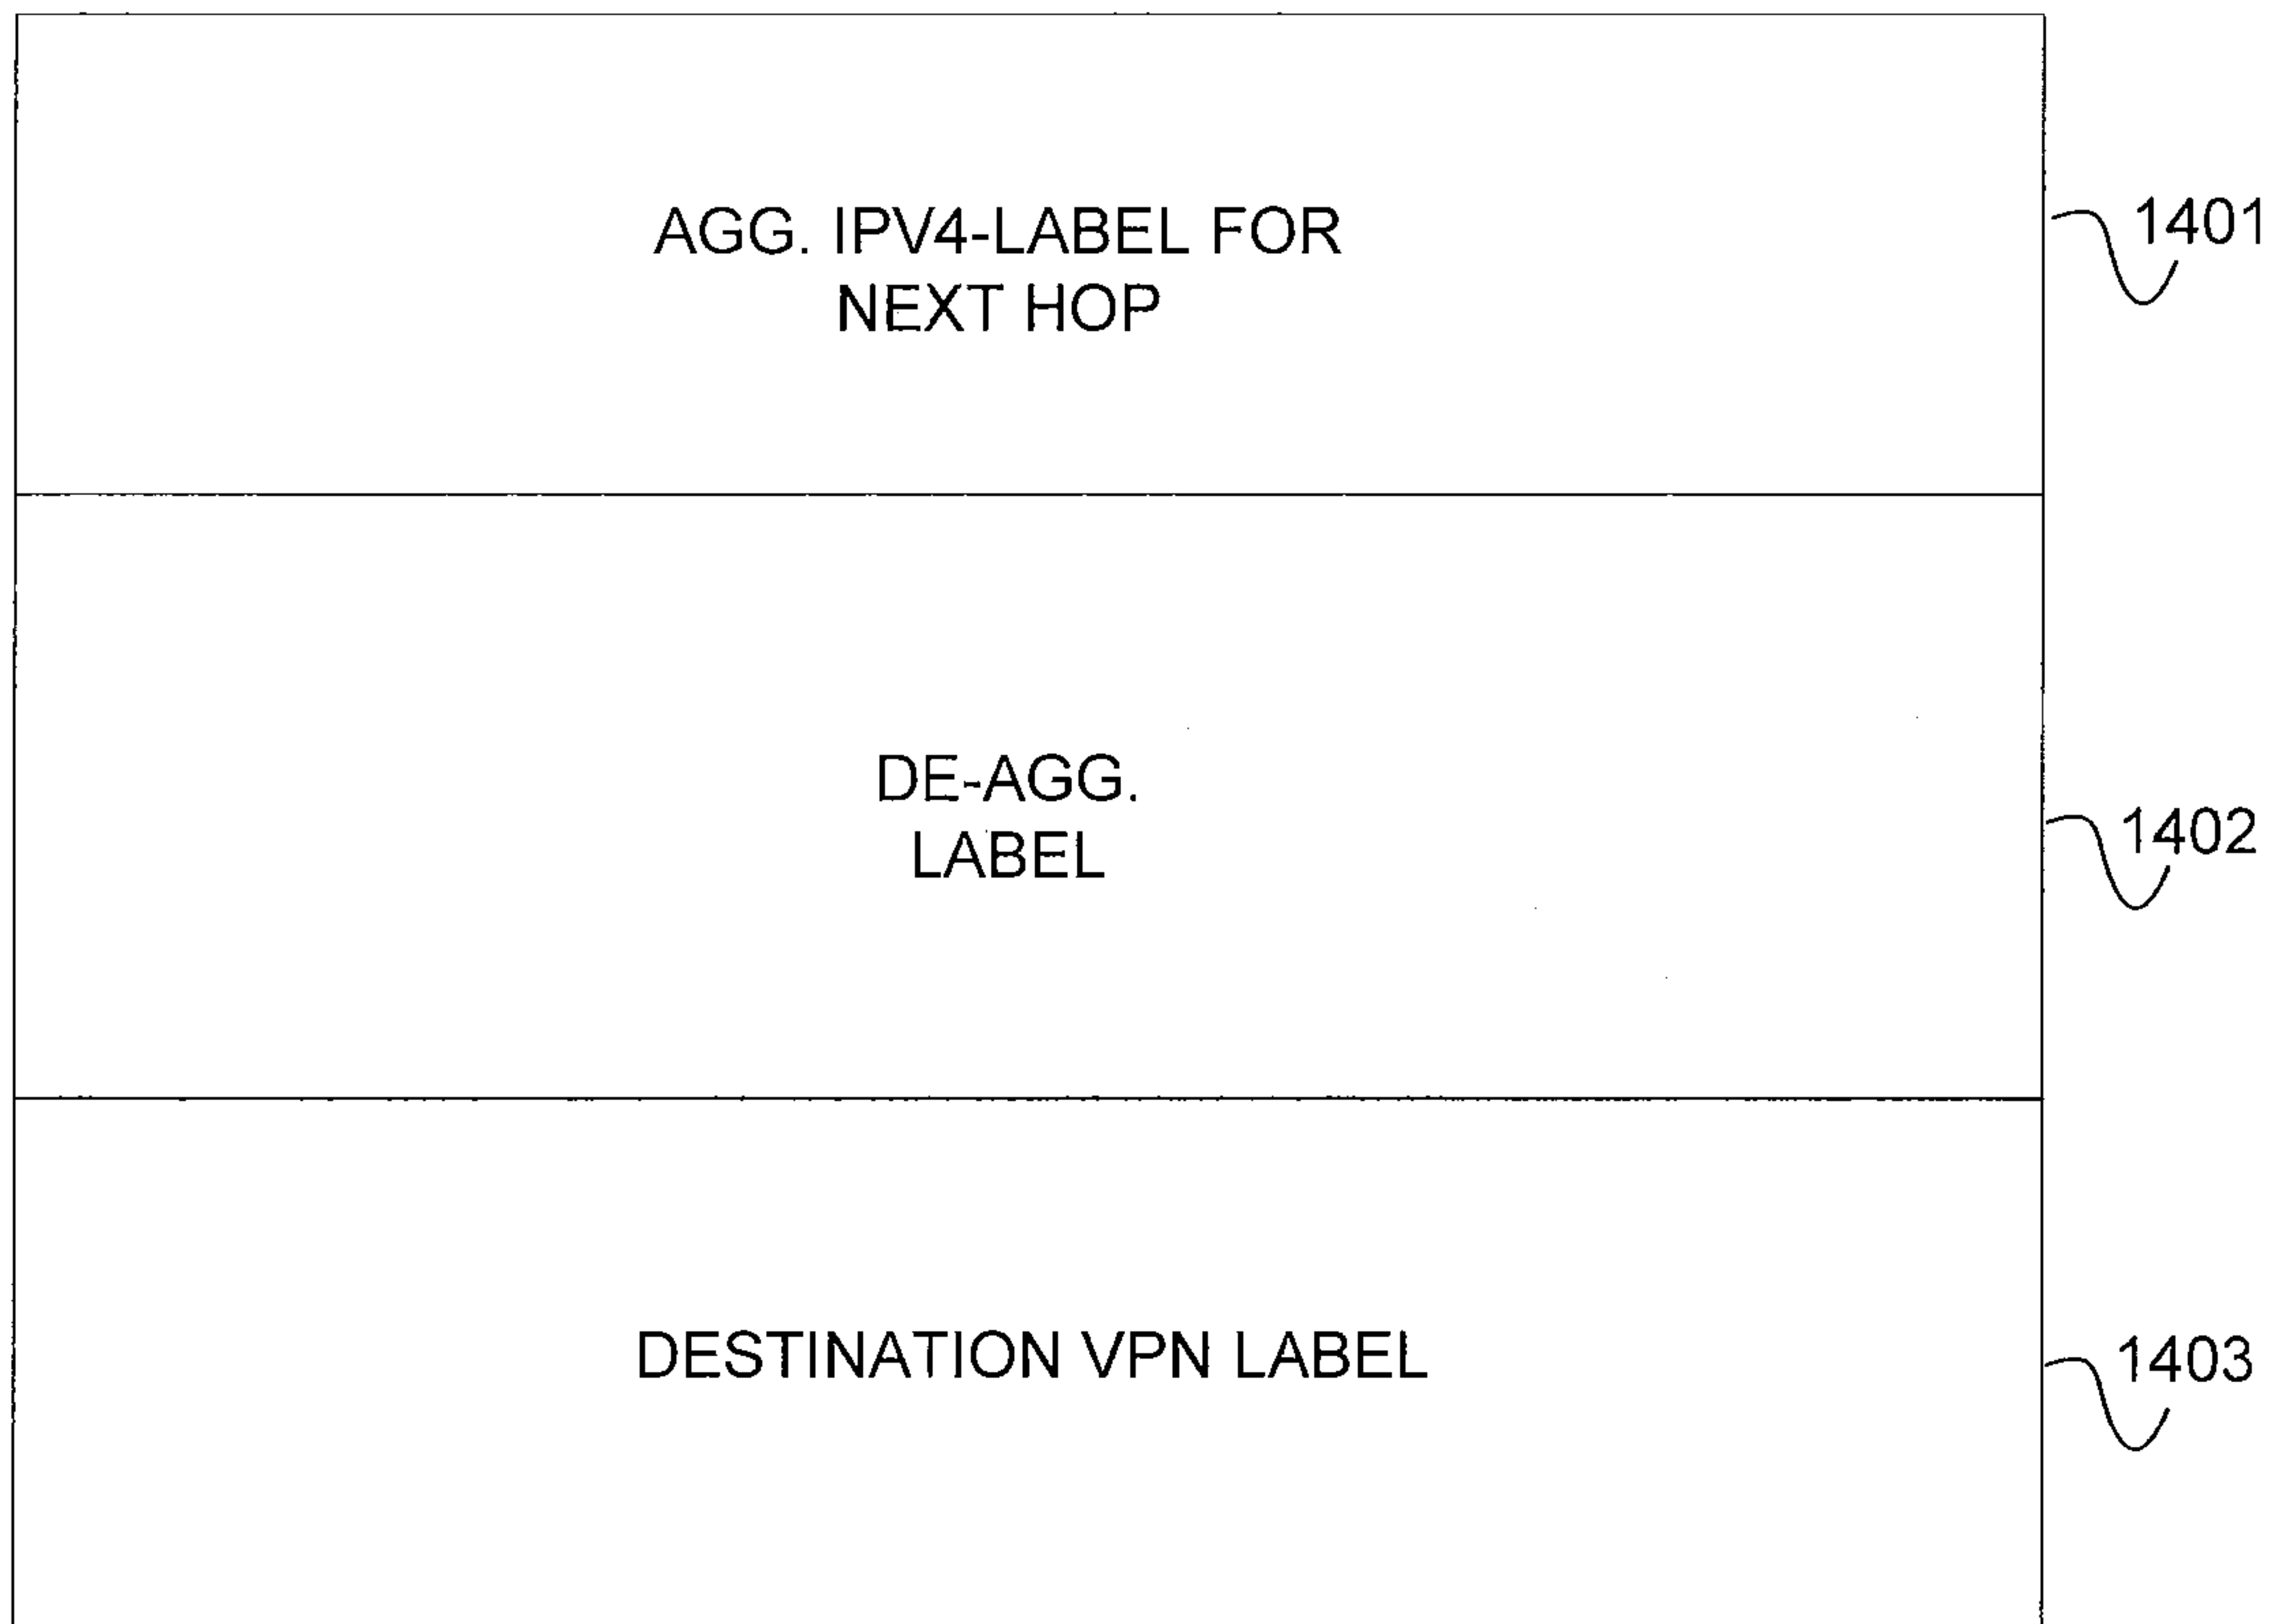 AGG. IPV4-LABEL FOR
NEXT HOP
1401
DE-AGG.
LABEL
1402
DESTINATION VPN LABEL
1403